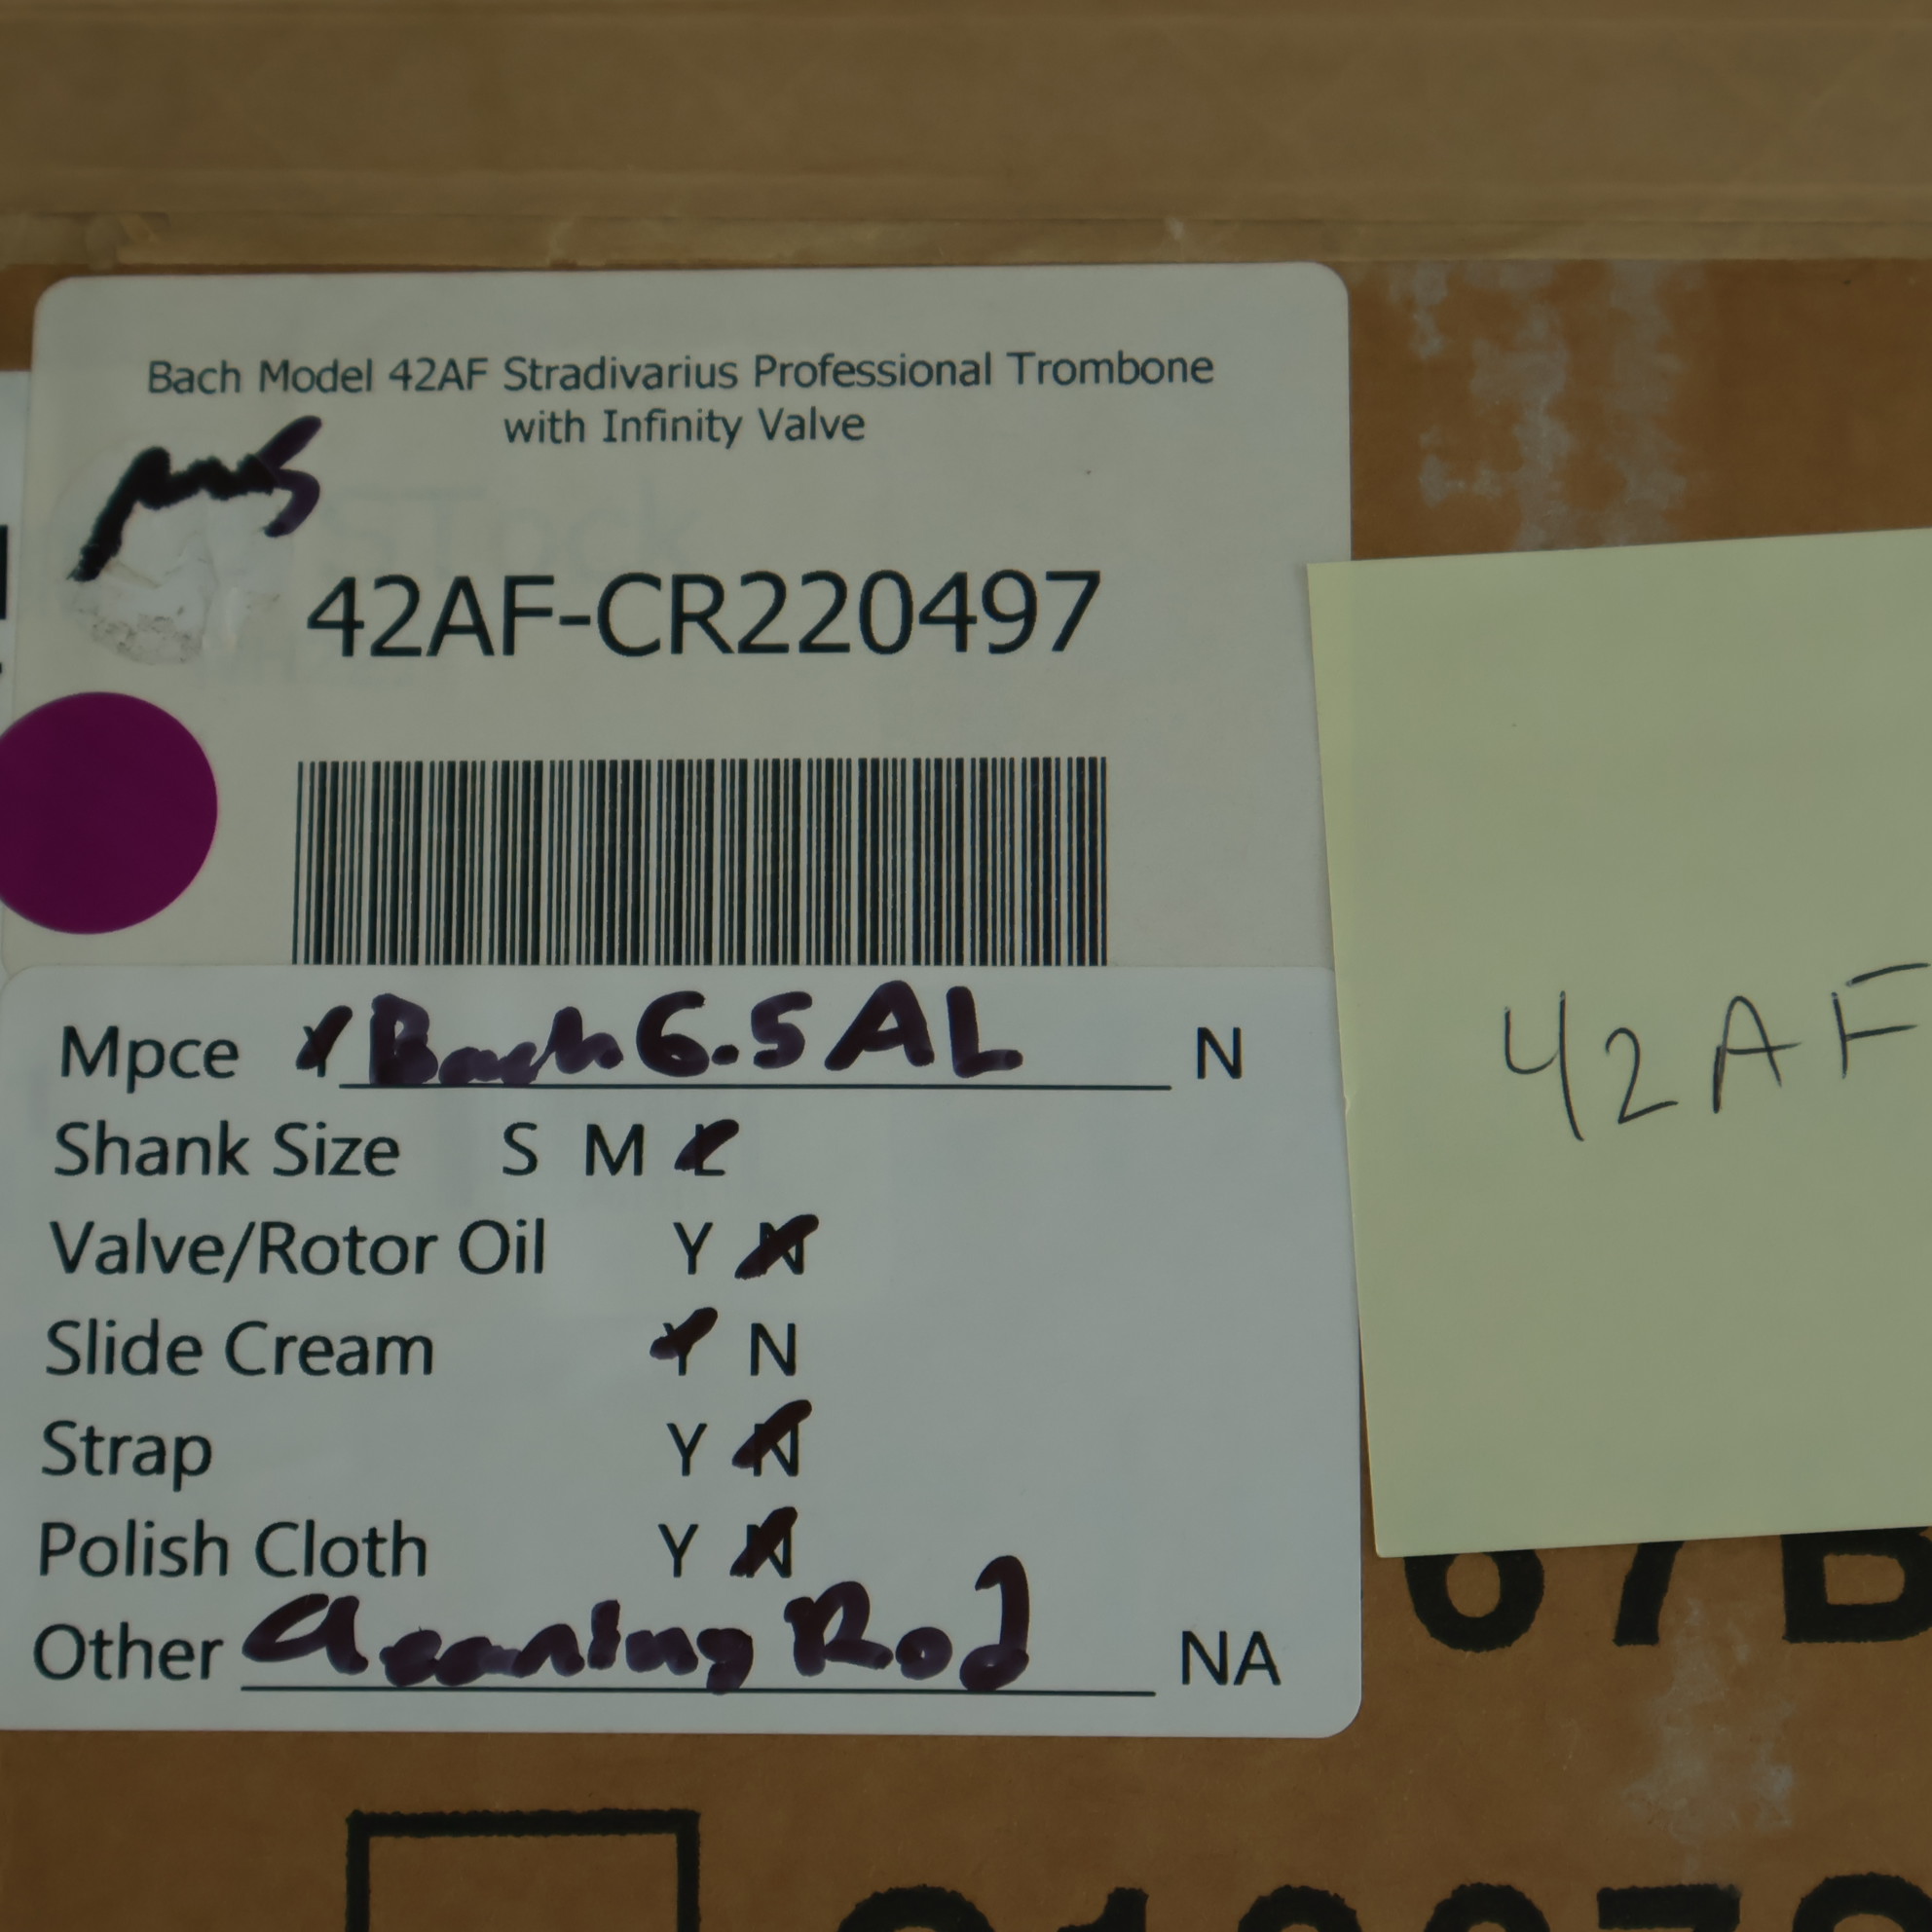 Bach Model 42AF Stradivarius Professional Trombone
with Infinity Valve
42AF-CR220497
Mpce Y Bach 6.5AL N
Shank Size S M L
Valve/Rotor Oil Y N
Slide Cream Y N
Strap Y N
Polish Cloth Y N
Other Cleaning Rod NA
42AF
67B